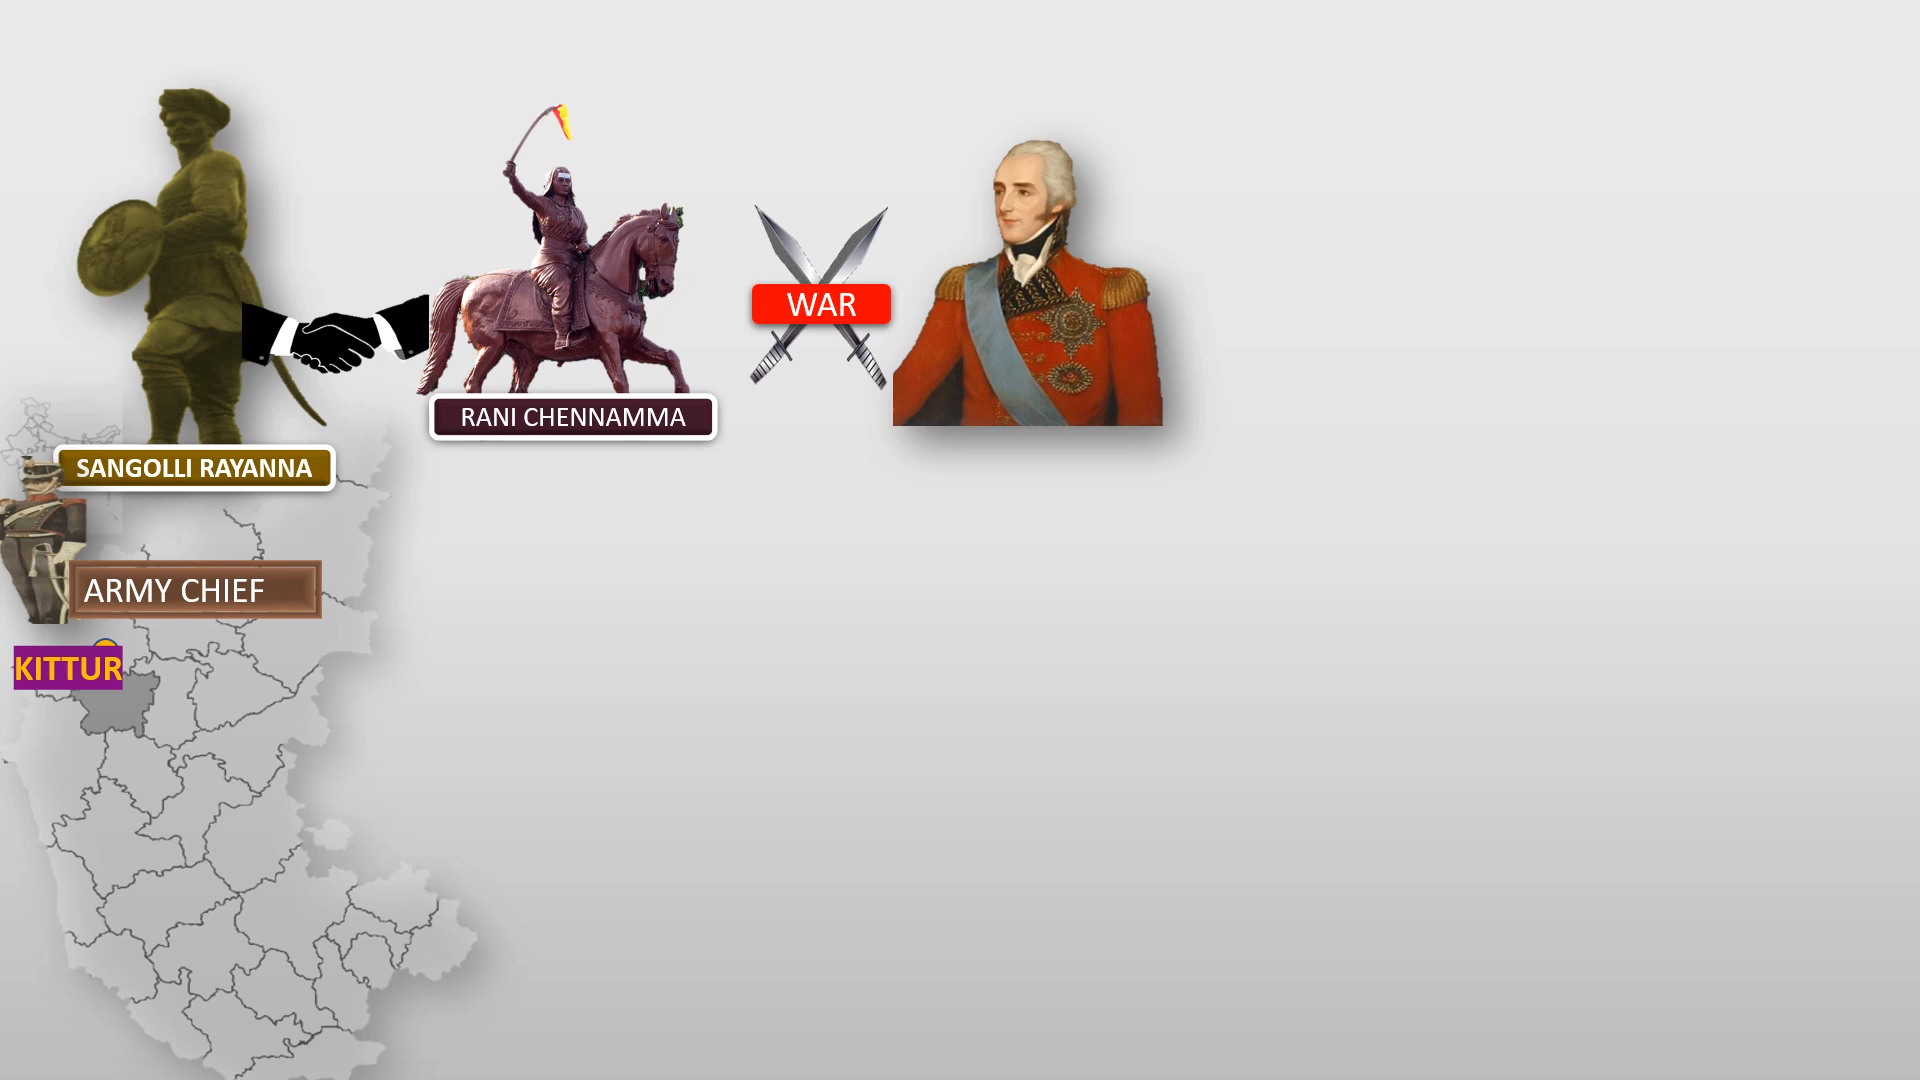 RANI CHENNAMMA
WAR
SANGOLLI RAYANNA
ARMY CHIEF
KITTUR